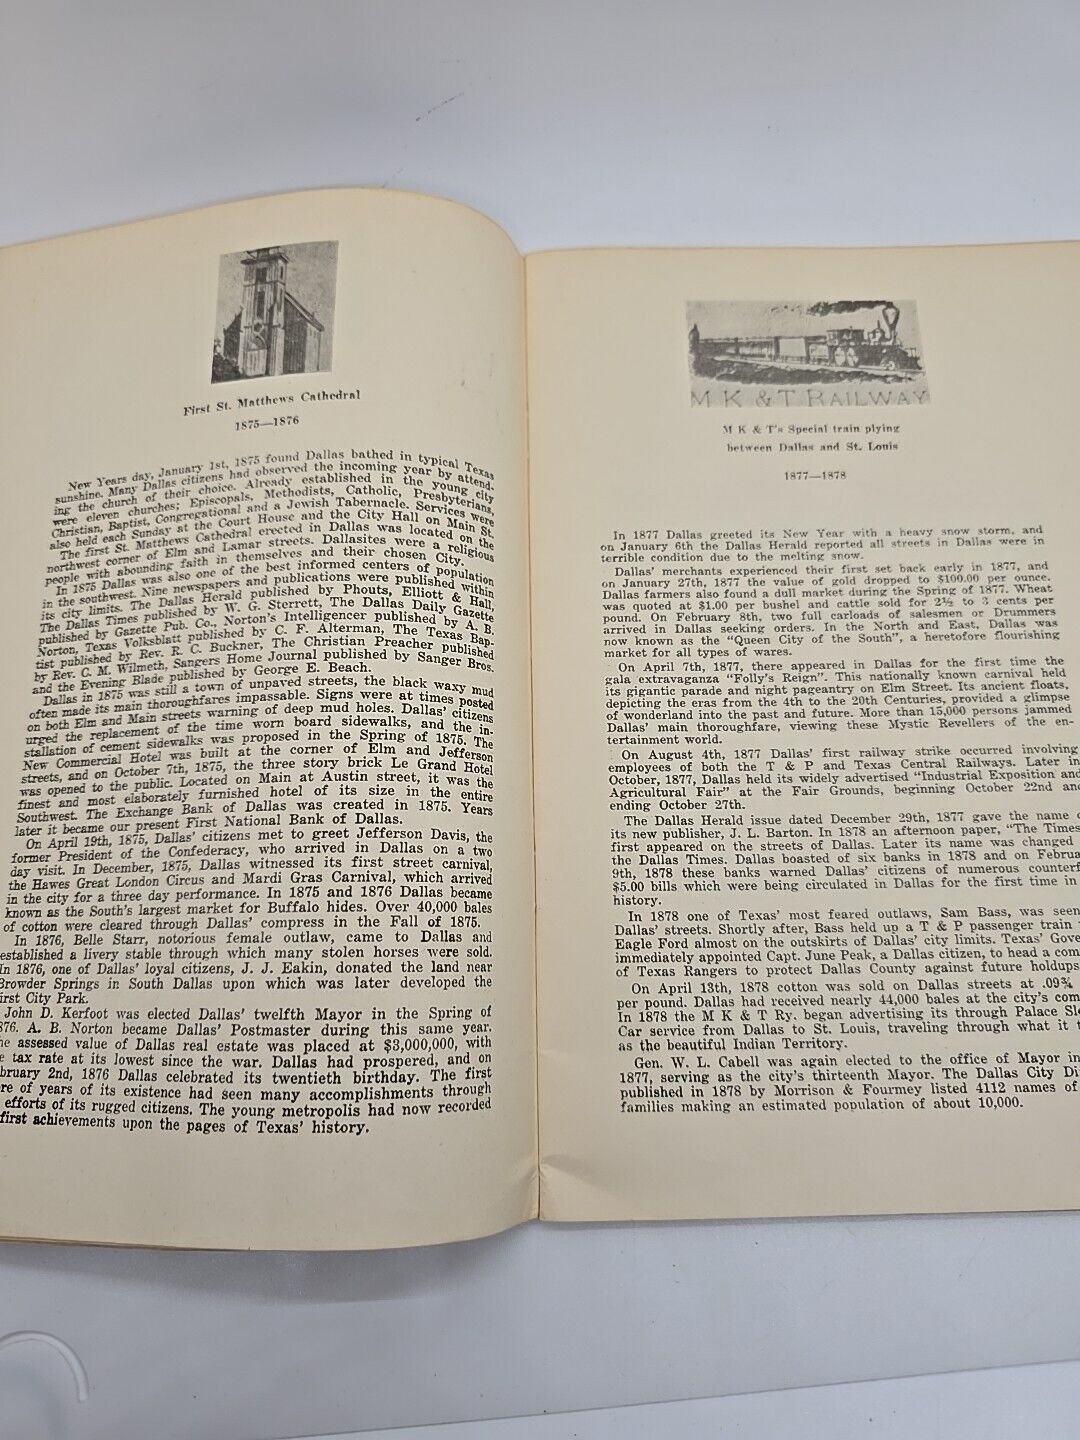 First St. Matthews Cathedral
1875—1876
New Years day, January 1st, 1875 found Dallas bathed in typical Texas
sunshine. Many Dallas citizens had observed the incoming year by attend-
ing the church of their choice. Already established in the young city
were eleven churches; Episcopals, Methodists, Catholic, Presbyterians,
Christian, Baptist, Congregational and a Jewish Tabernacle. Services were
also held each Sunday at the Court House and the City Hall on Main St.
The first St. Matthews Cathedral erected in Dallas was located on the
northwest corner of Elm and Lamar streets. Dallasites were a religious
people with abounding faith in themselves and their chosen City.
In 1875 Dallas was also one of the best informed centers of population
in the southwest. Nine newspapers and publications were published within
its city limits. The Dallas Herald published by Phouts, Elliott & Hall,
The Dallas Times published by W. G. Sterrett, The Dallas Daily Gazette
published by Gazette Pub. Co., Norton's Intelligencer published by A. B.
Norton, Texas Volksblatt published by C. F. Alterman, The Texas Bap-
tist published by Rev. R. C. Buckner, The Christian Preacher published
by Rev. C. M. Wilmeth, Sangers Home Journal published by Sanger Bros.
and the Evening Blade published by George E. Beach.
Dallas in 1875 was still a town of unpaved streets, the black waxy mud
often made its main thoroughfares impassable. Signs were at times posted
on both Elm and Main streets warning of deep mud holes. Dallas' citizens
urged the replacement of the time worn board sidewalks, and the in-
stallation of cement sidewalks was proposed in the Spring of 1875. The
New Commercial Hotel was built at the corner of Elm and Jefferson
streets, and on October 7th, 1875, the three story brick Le Grand Hotel
was opened to the public. Located on Main at Austin street, it was the
finest and most elaborately furnished hotel of its size in the entire
Southwest. The Exchange Bank of Dallas was created in 1875. Years
later it became our present First National Bank of Dallas.
On April 19th, 1875, Dallas' citizens met to greet Jefferson Davis, the
former President of the Confederacy, who arrived in Dallas on a two
day visit. In December, 1875, Dallas witnessed its first street carnival,
the Hawes Great London Circus and Mardi Gras Carnival, which arrived
in the city for a three day performance. In 1875 and 1876 Dallas became
known as the South's largest market for Buffalo hides. Over 40,000 bales
of cotton were cleared through Dallas' compress in the Fall of 1875.
In 1876, Belle Starr, notorious female outlaw, came to Dallas and
established a livery stable through which many stolen horses were sold.
In 1876, one of Dallas' loyal citizens, J. J. Eakin, donated the land near
Browder Springs in South Dallas upon which was later developed the
irst City Park.
John D. Kerfoot was elected Dallas' twelfth Mayor in the Spring of
876. A. B. Norton became Dallas' Postmaster during this same year.
he assessed value of Dallas real estate was placed at $3,000,000, with
e tax rate at its lowest since the war. Dallas had prospered, and on
bruary 2nd, 1876 Dallas celebrated its twentieth birthday. The first
re of years of its existence had seen many accomplishments through
efforts of its rugged citizens. The young metropolis had now recorded
first achievements upon the pages of Texas' history.
M K & T RAILWAY
M K & T's Special train plying
between Dallas and St. Louis
1877—1878
In 1877 Dallas greeted its New Year with a heavy snow storm, and
on January 6th the Dallas Herald reported all streets in Dallas were in
terrible condition due to the melting snow.
Dallas' merchants experienced their first set back early in 1877, and
on January 27th, 1877 the value of gold dropped to $100.00 per ounce.
Dallas farmers also found a dull market during the Spring of 1877. Wheat
was quoted at $1.00 per bushel and cattle sold for 2½ to 3 cents per
pound. On February 8th, two full carloads of salesmen or Drummers
arrived in Dallas seeking orders. In the North and East, Dallas was
now known as the "Queen City of the South", a heretofore flourishing
market for all types of wares.
On April 7th, 1877, there appeared in Dallas for the first time the
gala extravaganza "Folly's Reign". This nationally known carnival held
its gigantic parade and night pageantry on Elm Street. Its ancient floats,
depicting the eras from the 4th to the 20th Centuries, provided a glimpse
of wonderland into the past and future. More than 15,000 persons jammed
Dallas' main thoroughfare, viewing these Mystic Revellers of the en-
tertainment world.
On August 4th, 1877 Dallas' first railway strike occurred involving
employees of both the T & P and Texas Central Railways. Later in
October, 1877, Dallas held its widely advertised "Industrial Exposition and
Agricultural Fair" at the Fair Grounds, beginning October 22nd and
ending October 27th.
The Dallas Herald issue dated December 29th, 1877 gave the name o
its new publisher, J. L. Barton. In 1878 an afternoon paper, "The Times
first appeared on the streets of Dallas. Later its name was changed
the Dallas Times. Dallas boasted of six banks in 1878 and on Februa
9th, 1878 these banks warned Dallas' citizens of numerous counterf
$5.00 bills which were being circulated in Dallas for the first time in
history.
In 1878 one of Texas' most feared outlaws, Sam Bass, was seen
Dallas' streets. Shortly after, Bass held up a T & P passenger train
Eagle Ford almost on the outskirts of Dallas' city limits. Texas' Gove
immediately appointed Capt. June Peak, a Dallas citizen, to head a com
of Texas Rangers to protect Dallas County against future holdups.
On April 13th, 1878 cotton was sold on Dallas streets at .09¾
per pound. Dallas had received nearly 44,000 bales at the city's com
In 1878 the M K & T Ry. began advertising its through Palace Sle
Car service from Dallas to St. Louis, traveling through what it t
as the beautiful Indian Territory.
Gen. W. L. Cabell was again elected to the office of Mayor in
1877, serving as the city's thirteenth Mayor. The Dallas City Di
published in 1878 by Morrison & Fourmey listed 4112 names of
families making an estimated population of about 10,000.